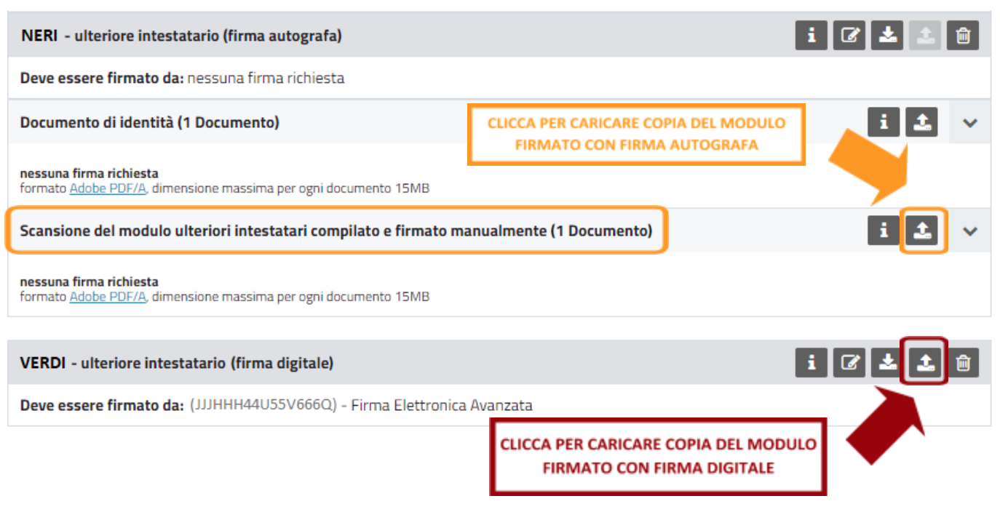 NERI - ulteriore intestatario (firma autografa)
Deve essere firmato da: nessuna firma richiesta
Documento di identità (1 Documento)
CLICCA PER CARICARE COPIA DEL MODULO
FIRMATO CON FIRMA AUTOGRAFA
nessuna firma richiesta
formato Adobe PDF/A, dimensione massima per ogni documento 15MB
Scansione del modulo ulteriori intestatari compilato e firmato manualmente (1 Documento)
nessuna firma richiesta
formato Adobe PDF/A, dimensione massima per ogni documento 15MB
VERDI - ulteriore intestatario (firma digitale)
Deve essere firmato da: (JJJHHH44U55V666Q) - Firma Elettronica Avanzata
CLICCA PER CARICARE COPIA DEL MODULO
FIRMATO CON FIRMA DIGITALE